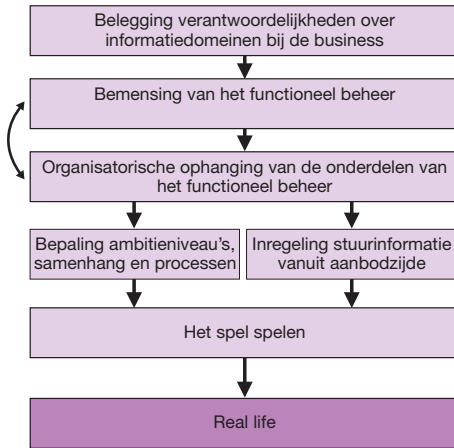 Belegging verantwoordelijkheden over
informatiedomeinen bij de business
Bemensing van het functioneel beheer
Organisatorische ophanging van de onderdelen van
het functioneel beheer
Bepaling ambitieniveau's,
samenhang en processen
Inregeling stuurinformatie
vanuit aanbodzijde
Het spel spelen
Real life